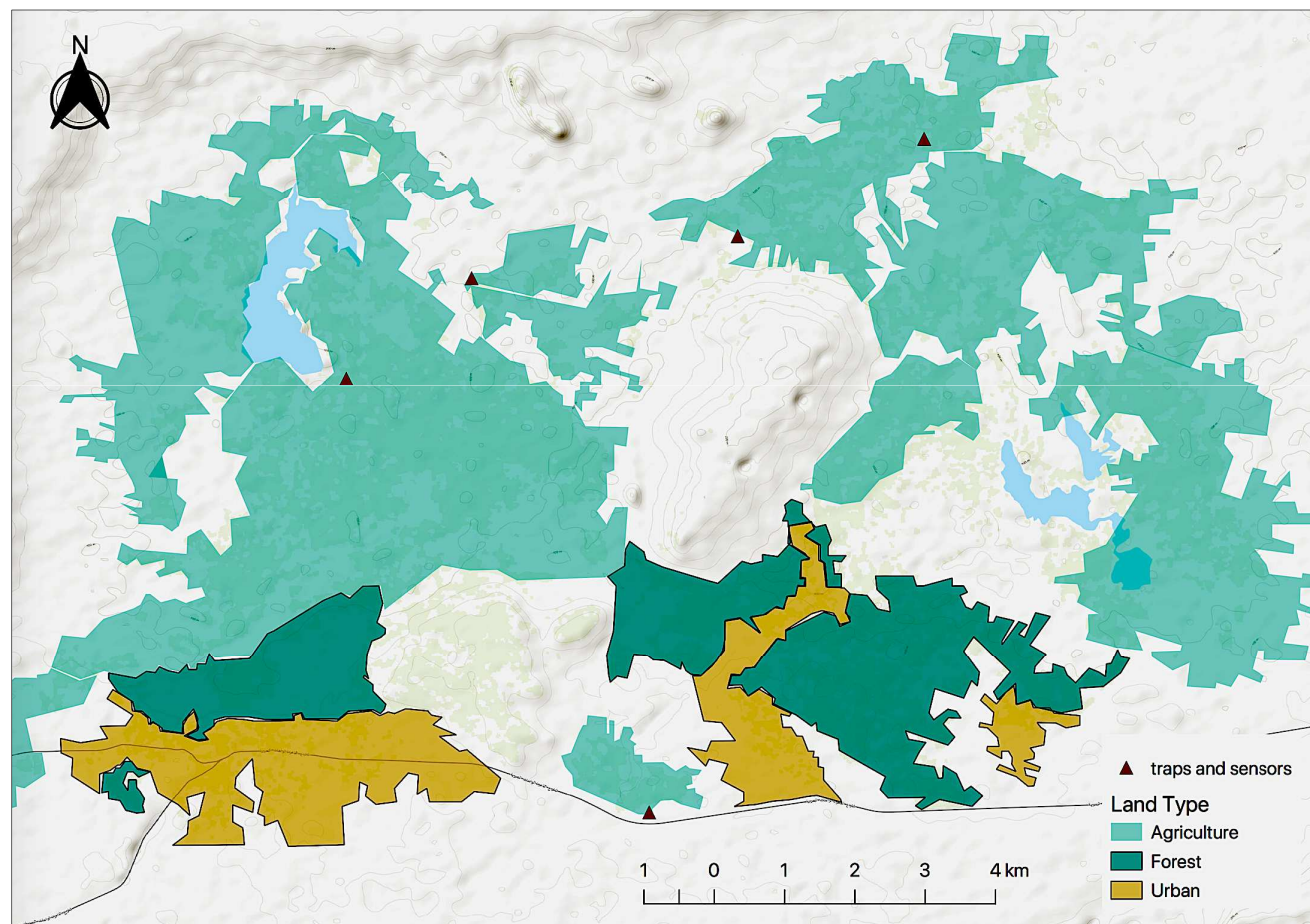 N
traps and sensors
Land Type
Agriculture
Forest
Urban
1 0 1 2 3 4 km